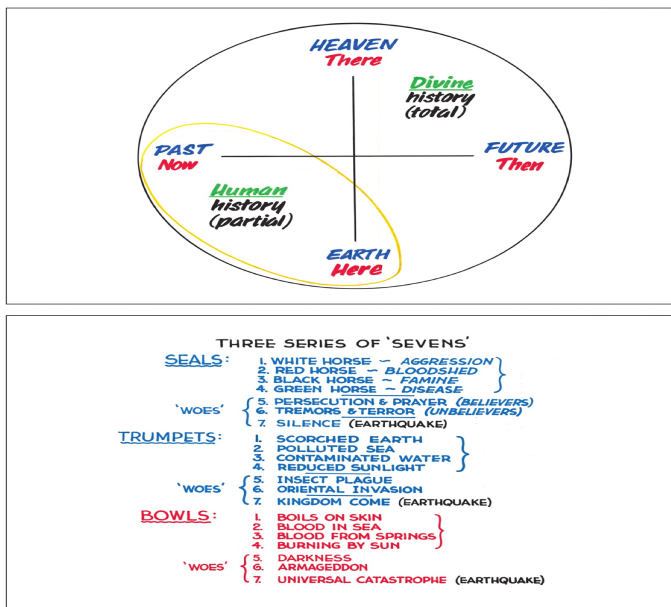 HEAVEN
There
Divine
history
(total)
PAST
Now
FUTURE
Then
Human
history
(partial)
EARTH
Here
THREE SERIES OF 'SEVENS'
SEALS: 1. WHITE HORSE ~ AGGRESSION
2. RED HORSE ~ BLOODSHED
3. BLACK HORSE ~ FAMINE
4. GREEN HORSE ~ DISEASE
'WOES' 5. PERSECUTION & PRAYER (BELIEVERS)
6. TREMORS & TERROR (UNBELIEVERS)
7. SILENCE (EARTHQUAKE)
TRUMPETS: 1. SCORCHED EARTH
2. POLLUTED SEA
3. CONTAMINATED WATER
4. REDUCED SUNLIGHT
'WOES' 5. INSECT PLAGUE
6. ORIENTAL INVASION
7. KINGDOM COME (EARTHQUAKE)
BOWLS: 1. BOILS ON SKIN
2. BLOOD IN SEA
3. BLOOD FROM SPRINGS
4. BURNING BY SUN
'WOES' 5. DARKNESS
6. ARMAGEDDON
7. UNIVERSAL CATASTROPHE (EARTHQUAKE)